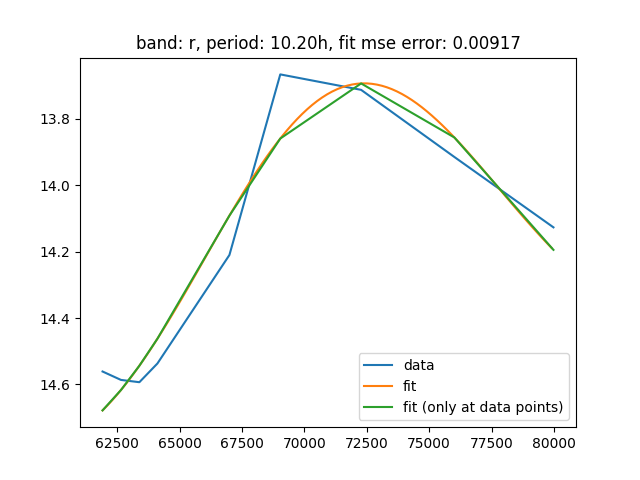 band: r, period: 10.20h, fit mse error: 0.00917
13.8
14.0
14.2
14.4
14.6
data
fit
fit (only at data points)
62500 65000 67500 70000 72500 75000 77500 80000